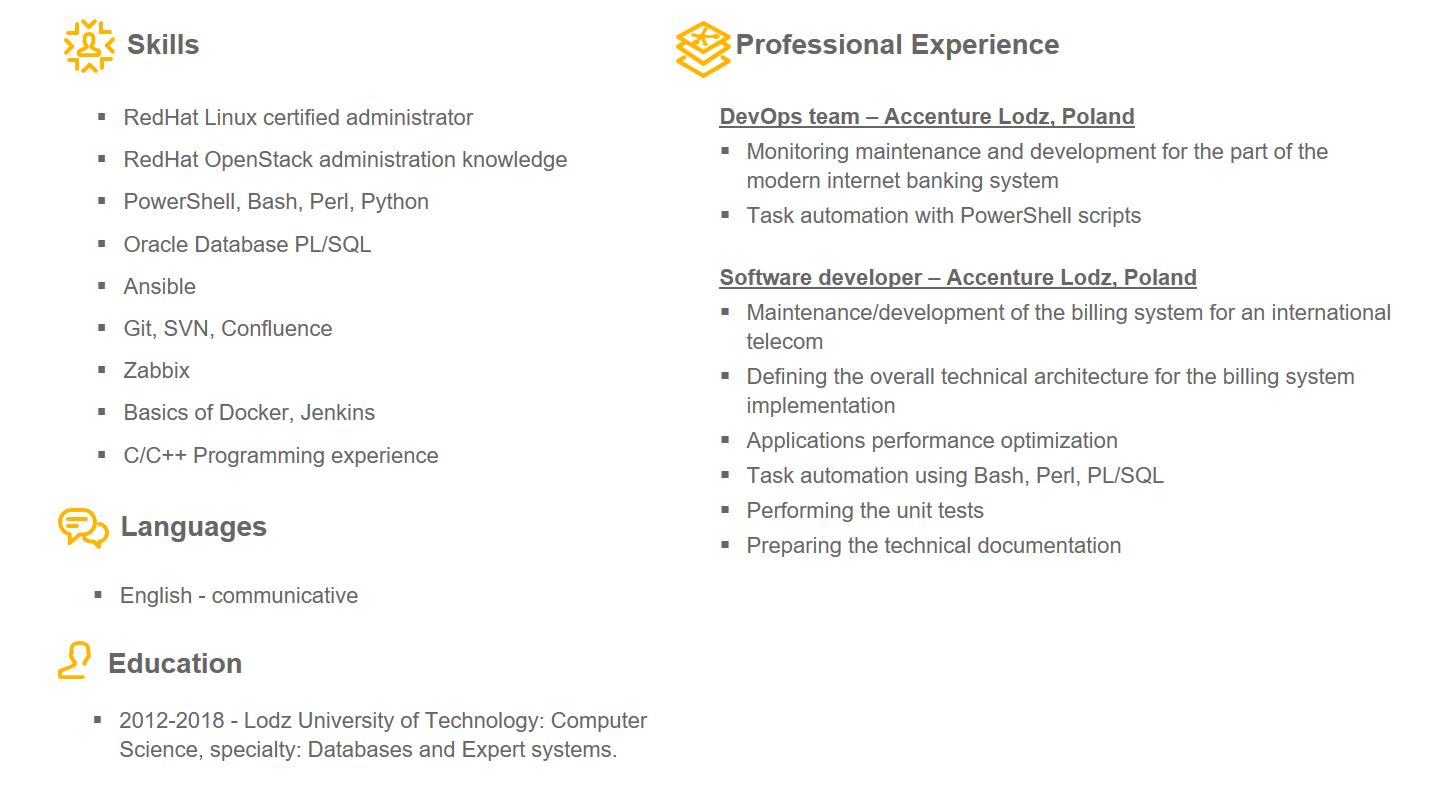 Skills
▪ RedHat Linux certified administrator
▪ RedHat OpenStack administration knowledge
▪ PowerShell, Bash, Perl, Python
▪ Oracle Database PL/SQL
▪ Ansible
▪ Git, SVN, Confluence
▪ Zabbix
▪ Basics of Docker, Jenkins
▪ C/C++ Programming experience
Languages
▪ English - communicative
Education
▪ 2012-2018 - Lodz University of Technology: Computer
Science, specialty: Databases and Expert systems.
Professional Experience
DevOps team – Accenture Lodz, Poland
▪ Monitoring maintenance and development for the part of the
modern internet banking system
▪ Task automation with PowerShell scripts
Software developer – Accenture Lodz, Poland
▪ Maintenance/development of the billing system for an international
telecom
▪ Defining the overall technical architecture for the billing system
implementation
▪ Applications performance optimization
▪ Task automation using Bash, Perl, PL/SQL
▪ Performing the unit tests
▪ Preparing the technical documentation